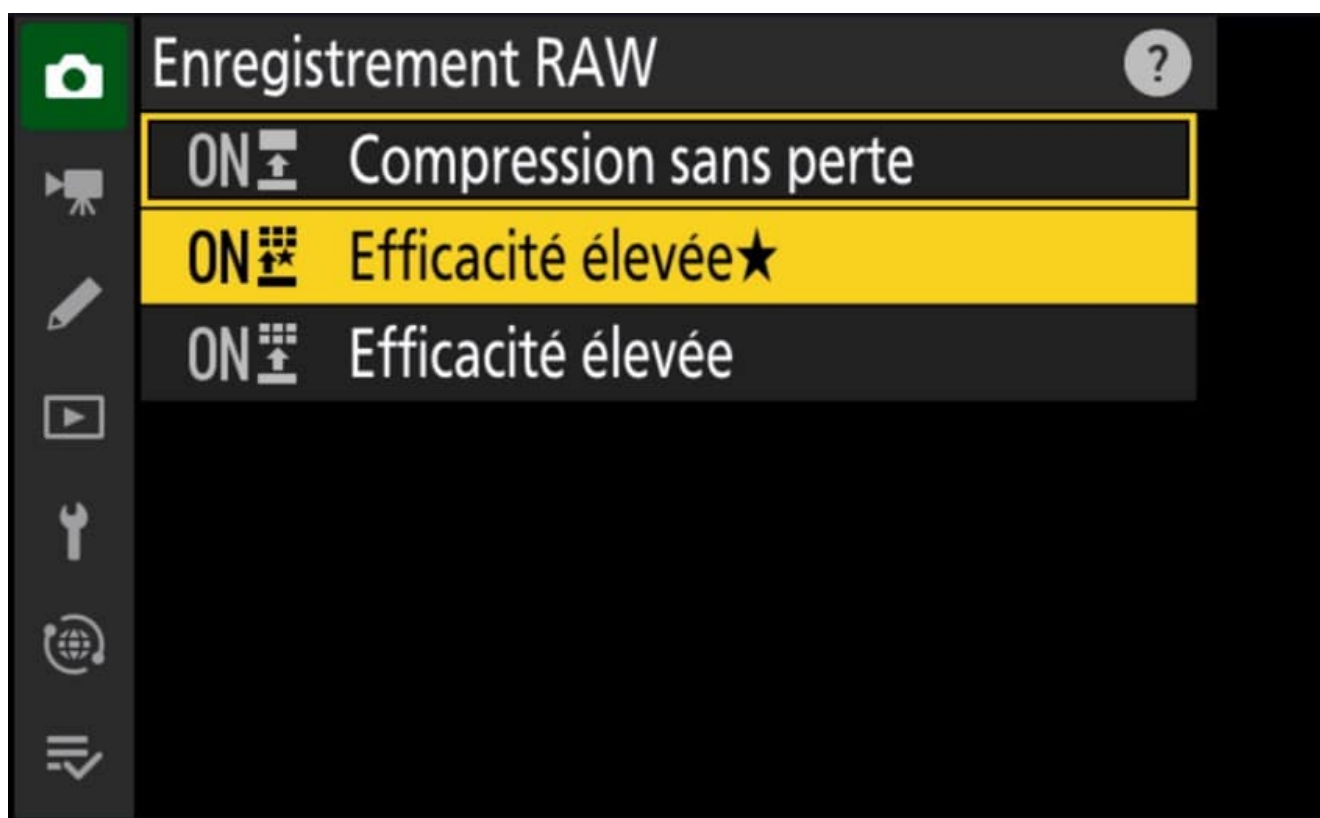 Enregistrement RAW ?
ON Compression sans perte
ON Efficacité élevée★
ON Efficacité élevée